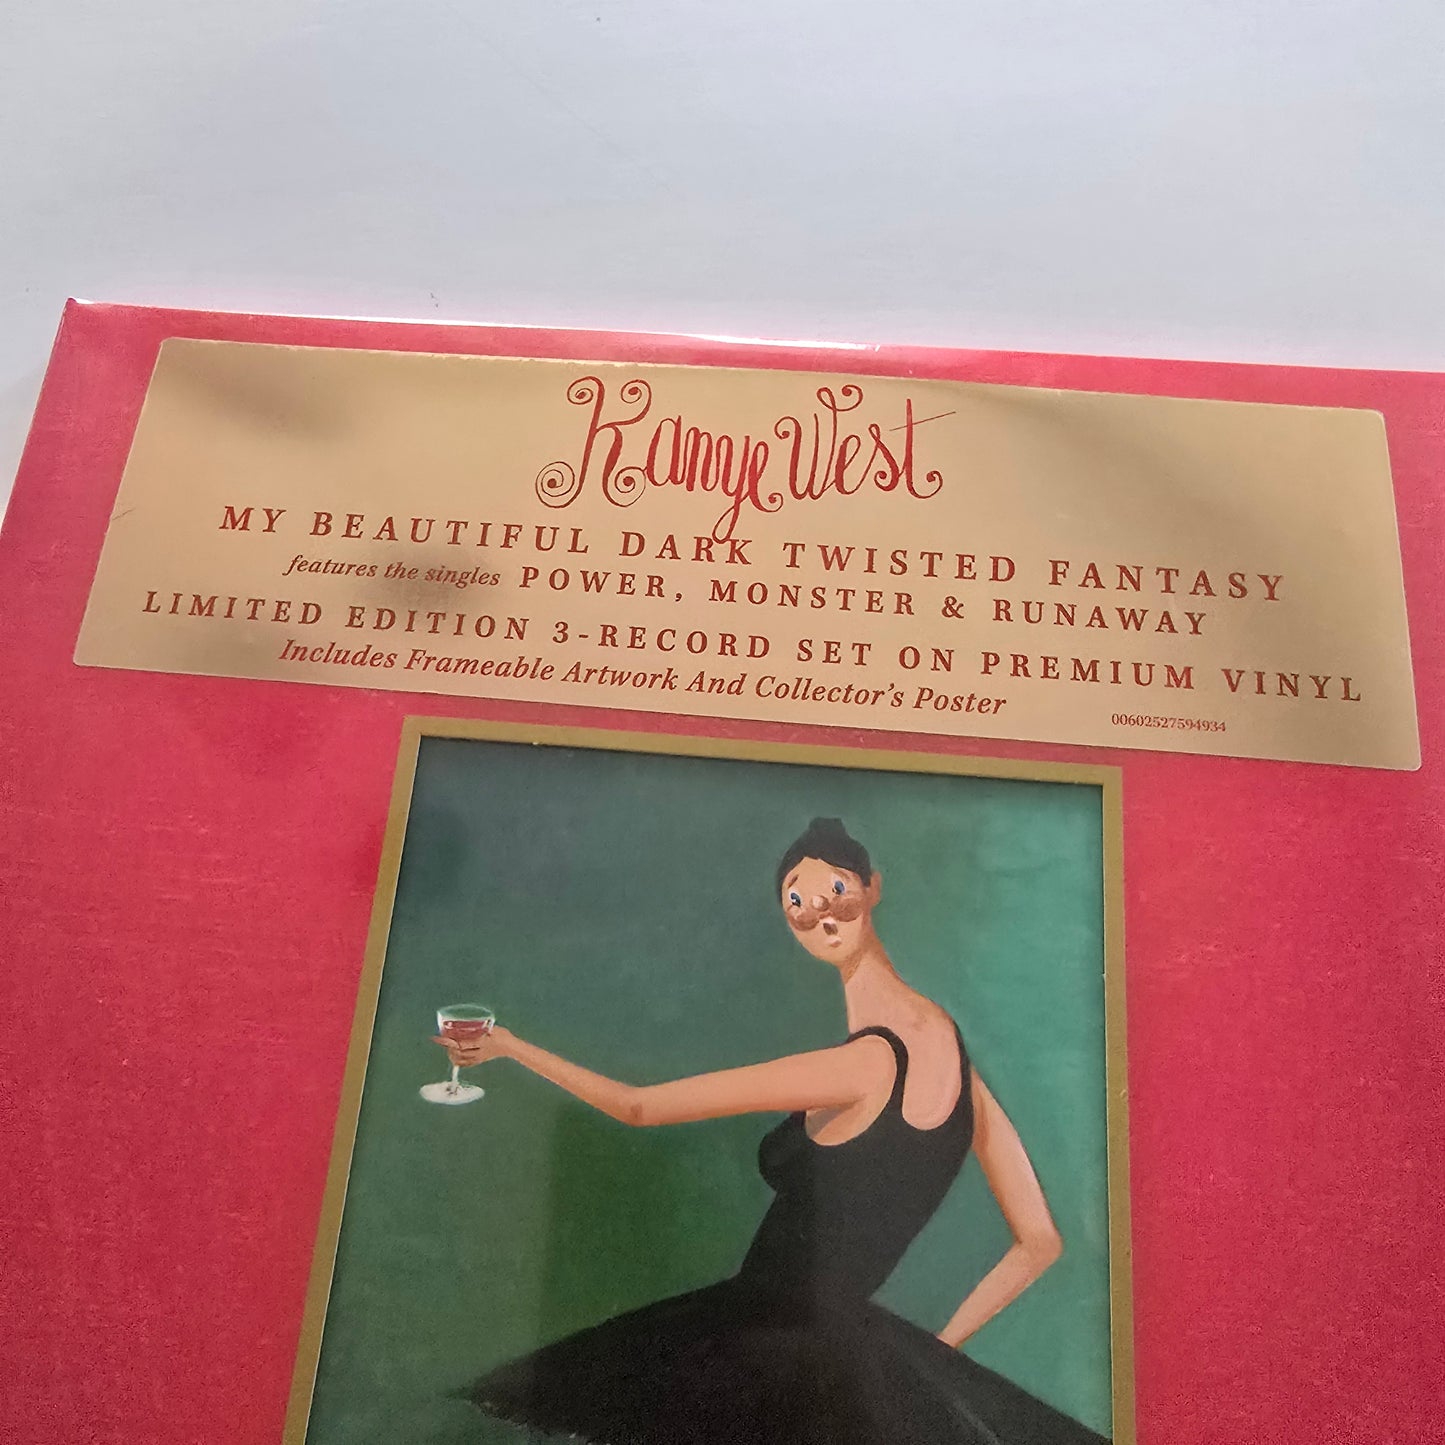 Kanye West
MY BEAUTIFUL DARK TWISTED FANTASY
features the singles POWER, MONSTER & RUNAWAY
LIMITED EDITION 3-RECORD SET ON PREMIUM VINYL
Includes Frameable Artwork And Collector's Poster
00602527594934